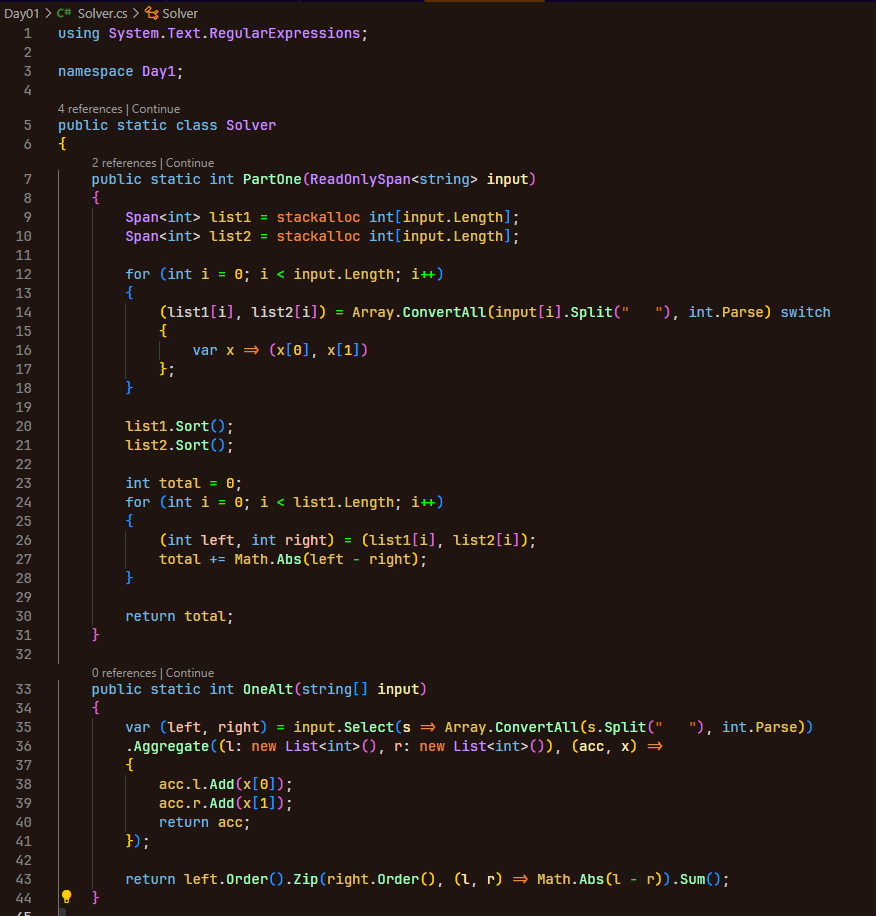 Day01 > C# Solver.cs > Solver
1 using System.Text.RegularExpressions;
2
3 namespace Day1;
4
4 references | Continue
5 public static class Solver
6 {
2 references | Continue
7     public static int PartOne(ReadOnlySpan<string> input)
8     {
9         Span<int> list1 = stackalloc int[input.Length];
10         Span<int> list2 = stackalloc int[input.Length];
11
12         for (int i = 0; i < input.Length; i++)
13         {
14             (list1[i], list2[i]) = Array.ConvertAll(input[i].Split("   "), int.Parse) switch
15             {
16                 var x => (x[0], x[1])
17             };
18         }
19
20         list1.Sort();
21         list2.Sort();
22
23         int total = 0;
24         for (int i = 0; i < list1.Length; i++)
25         {
26             (int left, int right) = (list1[i], list2[i]);
27             total += Math.Abs(left - right);
28         }
29
30         return total;
31     }
32
0 references | Continue
33     public static int OneAlt(string[] input)
34     {
35         var (left, right) = input.Select(s => Array.ConvertAll(s.Split("   "), int.Parse))
36         .Aggregate((l: new List<int>(), r: new List<int>()), (acc, x) =>
37         {
38             acc.l.Add(x[0]);
39             acc.r.Add(x[1]);
40             return acc;
41         });
42
43         return left.Order().Zip(right.Order(), (l, r) => Math.Abs(l - r)).Sum();
44     }
45